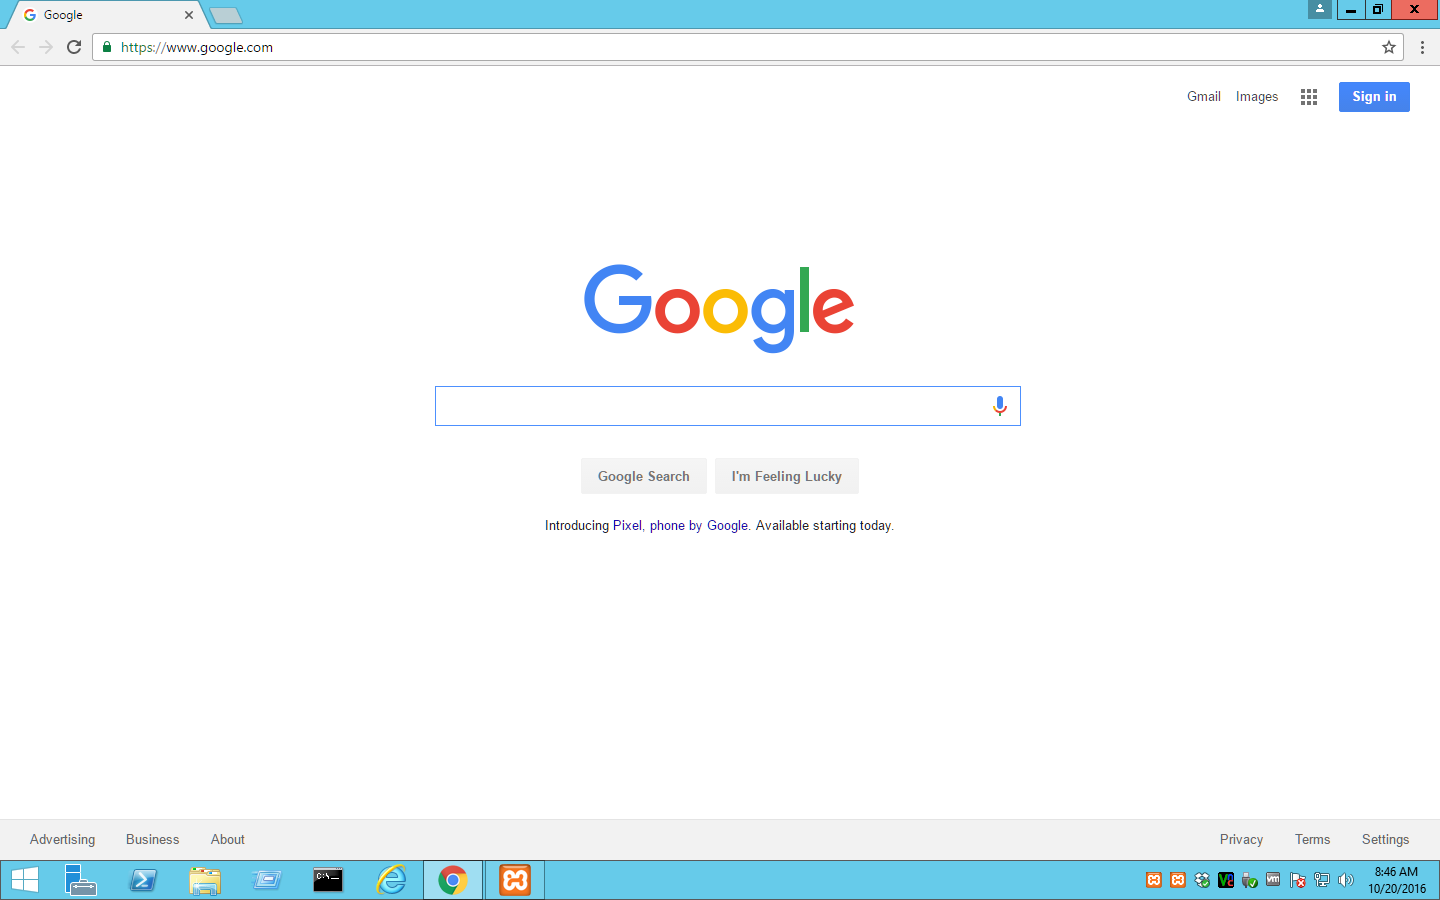 Google
https://www.google.com
Gmail Images Sign in
Google
Google Search I'm Feeling Lucky
Introducing Pixel, phone by Google. Available starting today.
Advertising Business About Privacy Terms Settings
C:\_
8:46 AM
10/20/2016